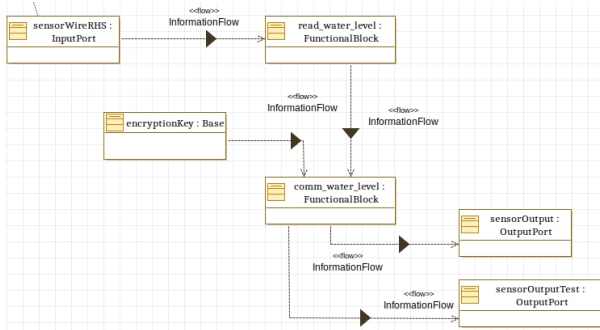 <<flow>>
InformationFlow
sensorWireRHS :
InputPort
read_water_level :
FunctionalBlock
<<flow>>
InformationFlow
<<flow>>
InformationFlow
encryptionKey : Base
comm_water_level :
FunctionalBlock
sensorOutput :
OutputPort
<<flow>>
InformationFlow
sensorOutputTest :
OutputPort
<<flow>>
InformationFlow